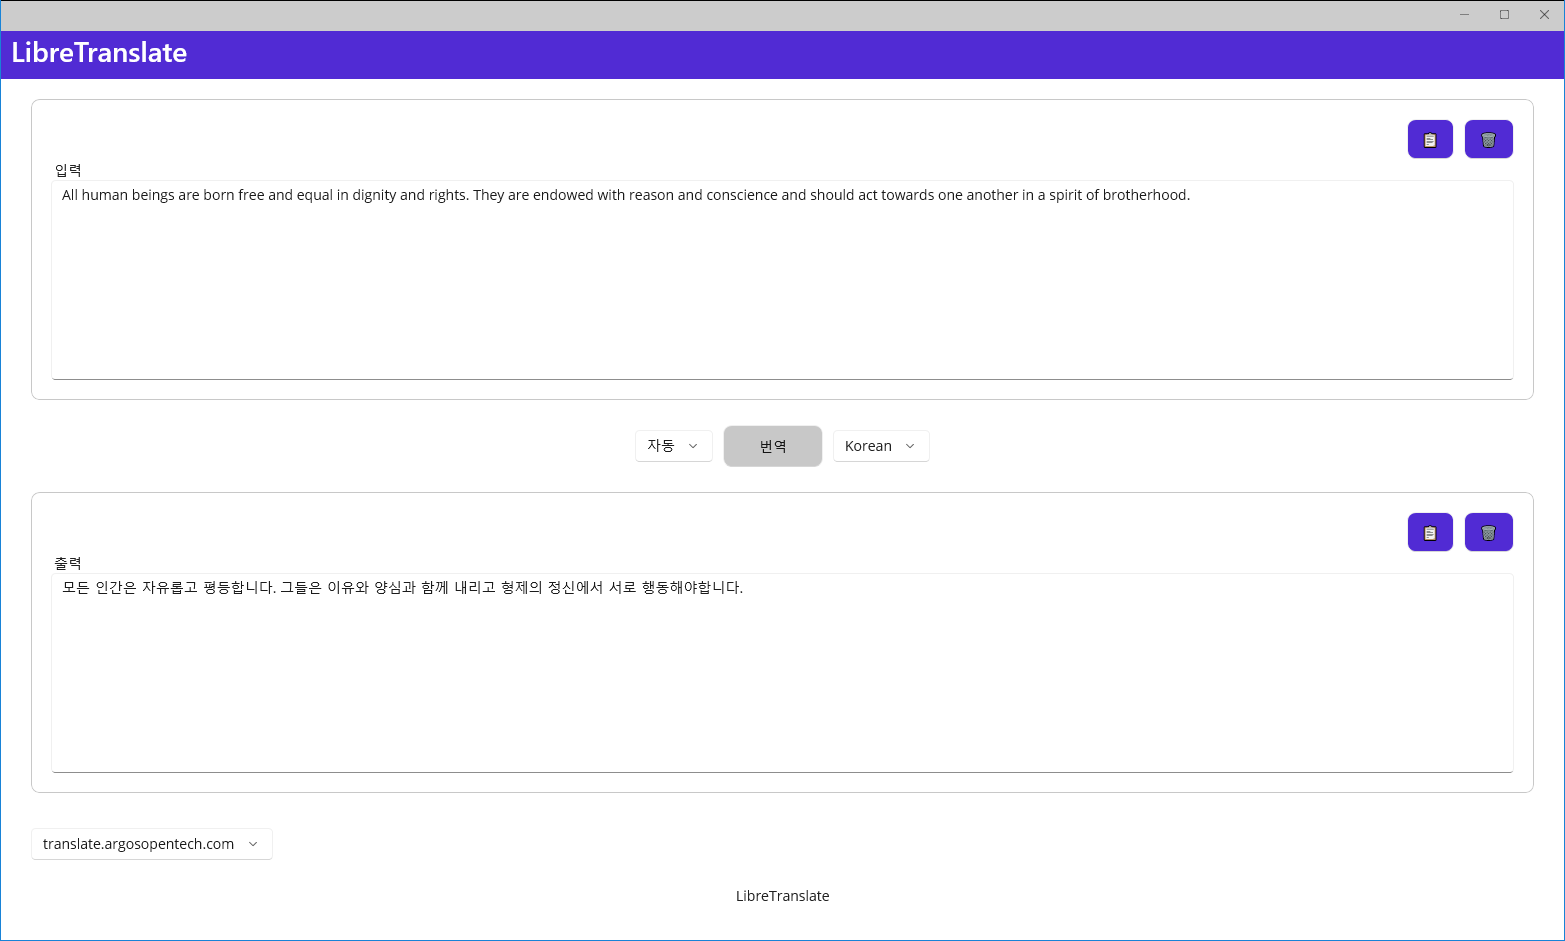 LibreTranslate
입력
All human beings are born free and equal in dignity and rights. They are endowed with reason and conscience and should act towards one another in a spirit of brotherhood.
자동
번역
Korean
출력
모든 인간은 자유롭고 평등합니다. 그들은 이유와 양심과 함께 내리고 형제의 정신에서 서로 행동해야합니다.
translate.argosopentech.com
LibreTranslate